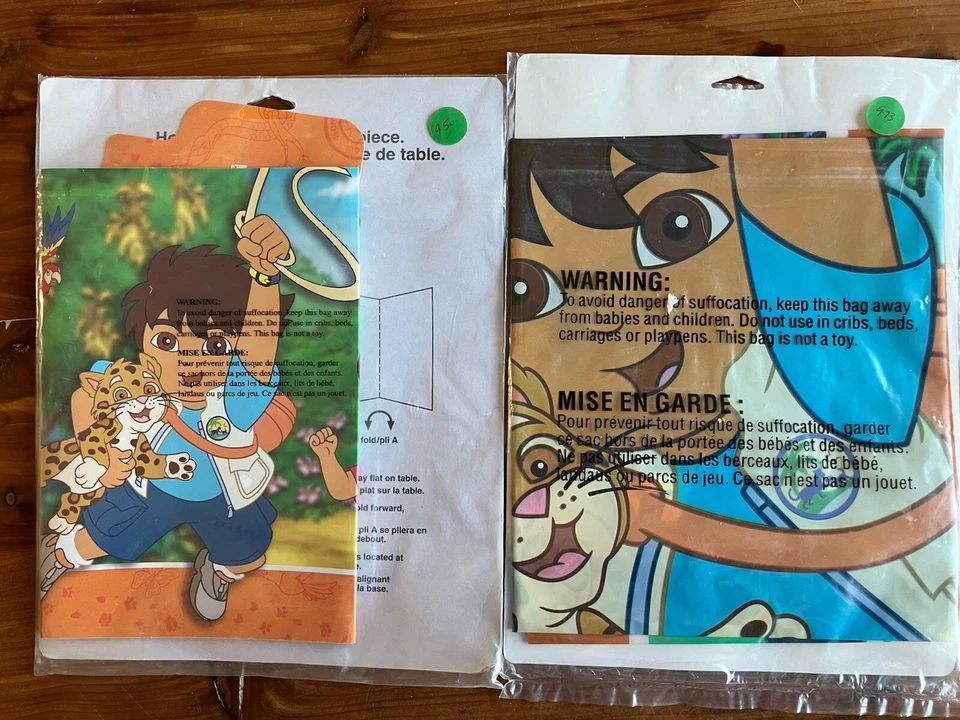 piece.
e de table.
WARNING:
To avoid danger of suffocation, keep this bag away
from babies and children. Do not use in cribs, beds,
carriages or playpens. This bag is not a toy.
MISE EN GARDE:
Pour prévenir tout risque de suffocation, garder
ce sac hors de la portée des bébés et des enfants.
Ne pas utiliser dans les berceaux, lits de bébé,
landaus ou parcs de jeu. Ce sac n'est pas un jouet.
fold/pli A
ay flat on table.
plat sur la table.
old forward,
pli A se pliera en
debout.
s located at
e.
alignant
la base.
WARNING:
To avoid danger of suffocation, keep this bag away
from babies and children. Do not use in cribs, beds,
carriages or playpens. This bag is not a toy.
MISE EN GARDE :
Pour prévenir tout risque de suffocation, garder
ce sac hors de la portée des bébés et des enfants.
Ne pas utiliser dans les berceaux, lits de bébé,
landaus ou parcs de jeu. Ce sac n'est pas un jouet.